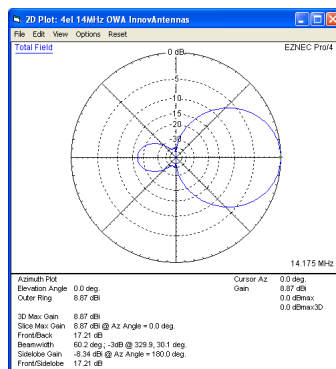 2D Plot: 4el 14MHz OWA InnovAntennas
File Edit View Options Reset
Total Field
EZNEC Pro/4
0 dB
-5
-10
-15
-20
-30
14.175 MHz
Azimuth Plot
Elevation Angle 0.0 deg.
Outer Ring 8.87 dBi
Cursor Az 0.0 deg.
Gain 8.87 dBi
0.0 dBmax
0.0 dBmax3D
3D Max Gain 8.87 dBi
Slice Max Gain 8.87 dBi @ Az Angle = 0.0 deg.
Front/Back 17.21 dB
Beamwidth 60.2 deg.; -3dB @ 329.9, 30.1 deg.
Sidelobe Gain -8.34 dBi @ Az Angle = 180.0 deg.
Front/Sidelobe 17.21 dB